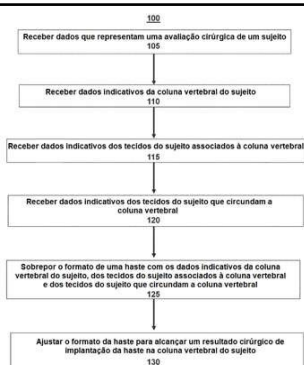 100
Receber dados que representam uma avaliação cirúrgica de um sujeito
105
Receber dados indicativos da coluna vertebral do sujeito
110
Receber dados indicativos dos tecidos do sujeito associados à coluna vertebral
115
Receber dados indicativos dos tecidos do sujeito que circundam a
coluna vertebral
120
Sobrepor o formato de uma haste com os dados indicativos da coluna
vertebral do sujeito, dos tecidos do sujeito associados à coluna vertebral
e dos tecidos do sujeito que circundam a coluna vertebral
125
Ajustar o formato da haste para alcançar um resultado cirúrgico de
implantação da haste na coluna vertebral do sujeito
130